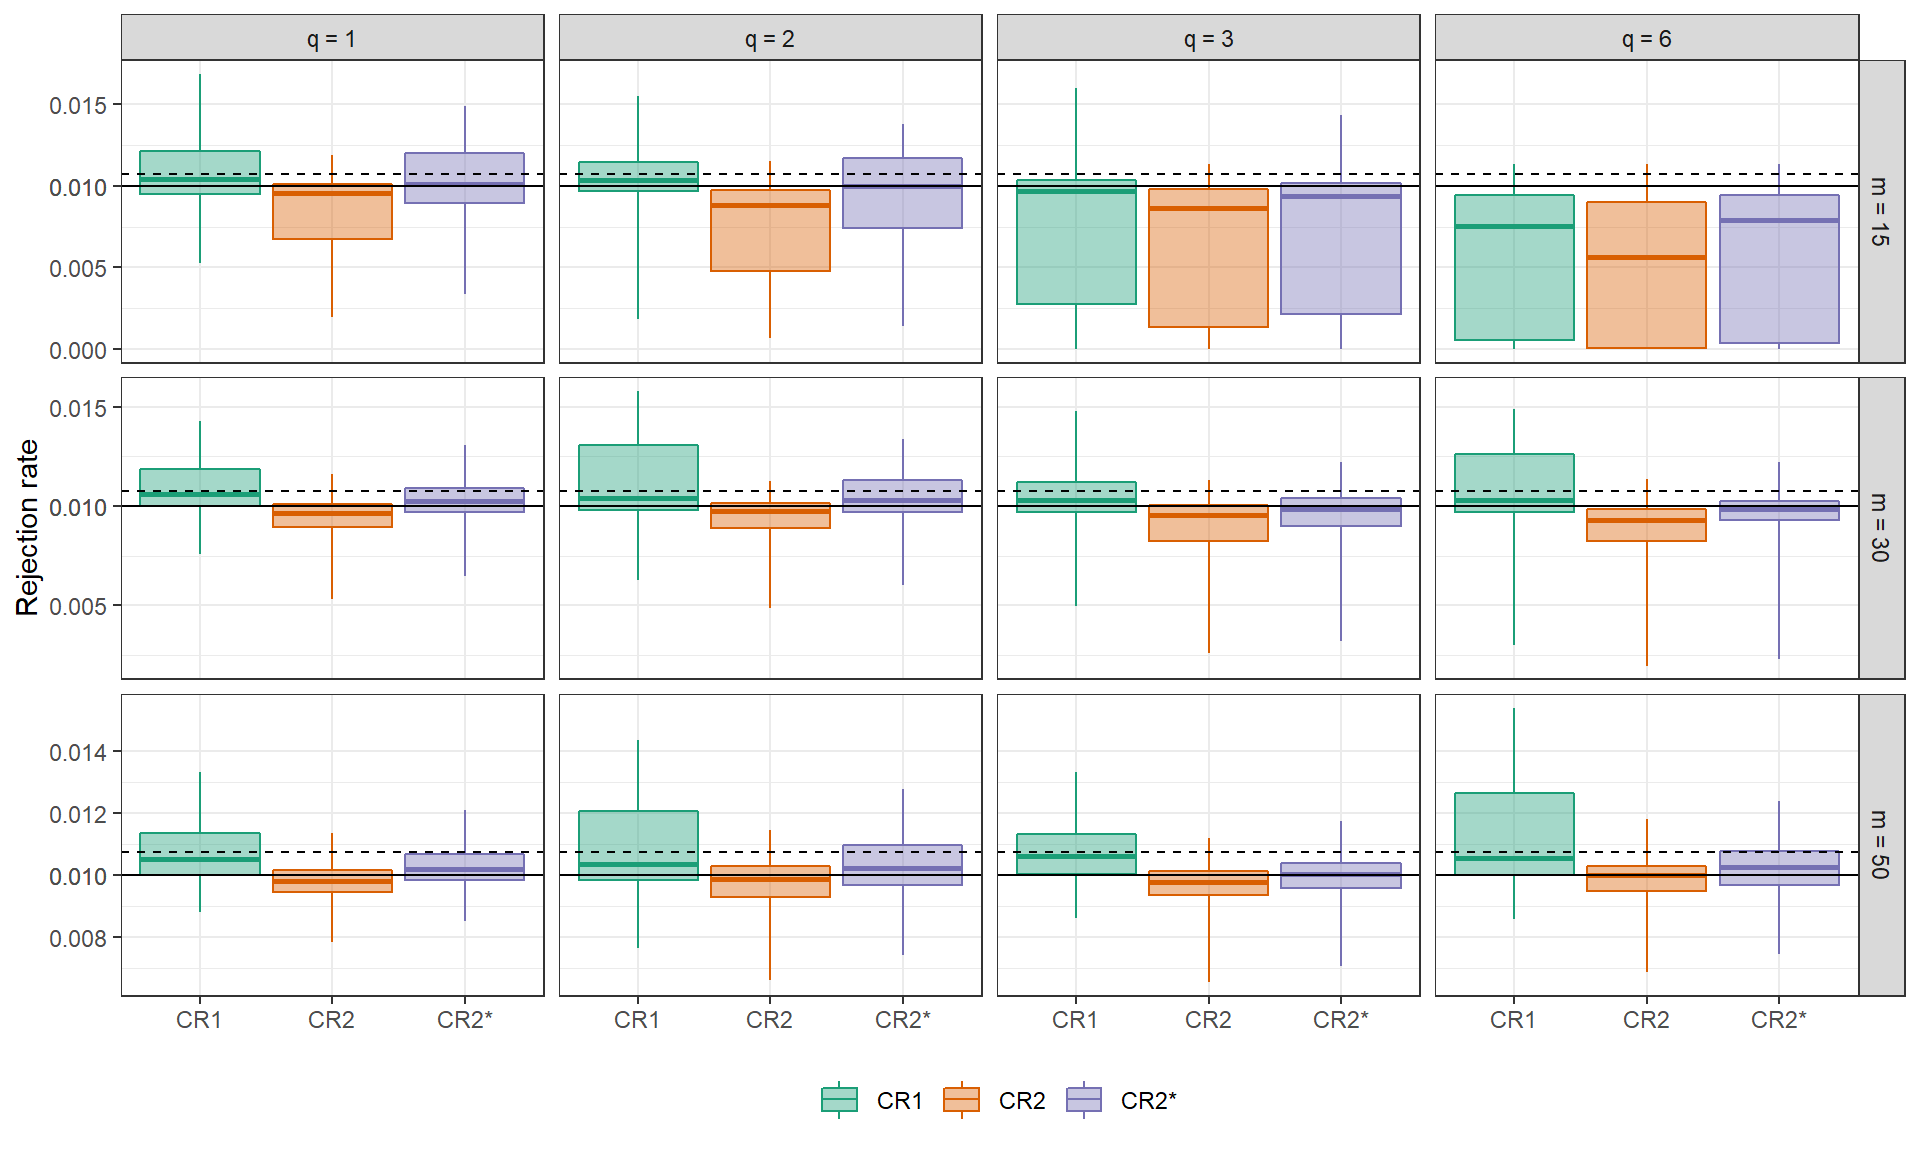 q = 1
q = 2
q = 3
q = 6
0.015
0.010
0.005
0.000
m = 15
0.015
0.010
0.005
m = 30
Rejection rate
0.014
0.012
0.010
0.008
m = 50
CR1 CR2 CR2* CR1 CR2 CR2* CR1 CR2 CR2* CR1 CR2 CR2*
CR1 CR2 CR2*